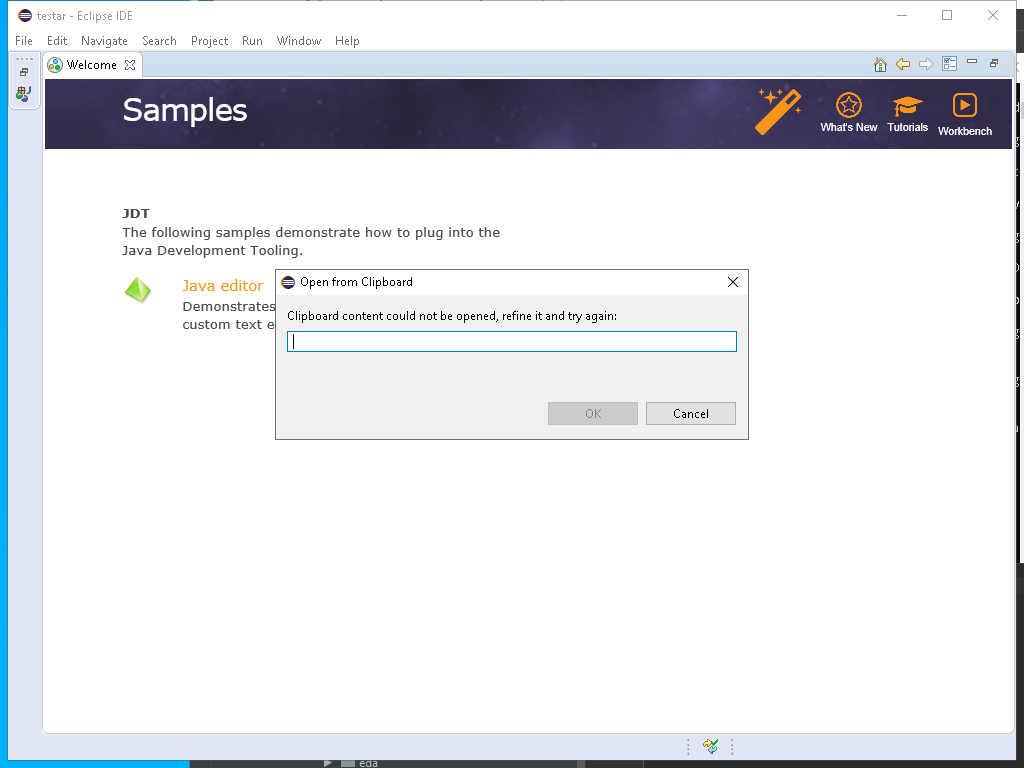 testar - Eclipse IDE
File Edit Navigate Search Project Run Window Help
Welcome
Samples
What's New
Tutorials
Workbench
JDT
The following samples demonstrate how to plug into the
Java Development Tooling.
Java editor
Demonstrates
custom text e
Open from Clipboard
Clipboard content could not be opened, refine it and try again:
OK
Cancel
eda